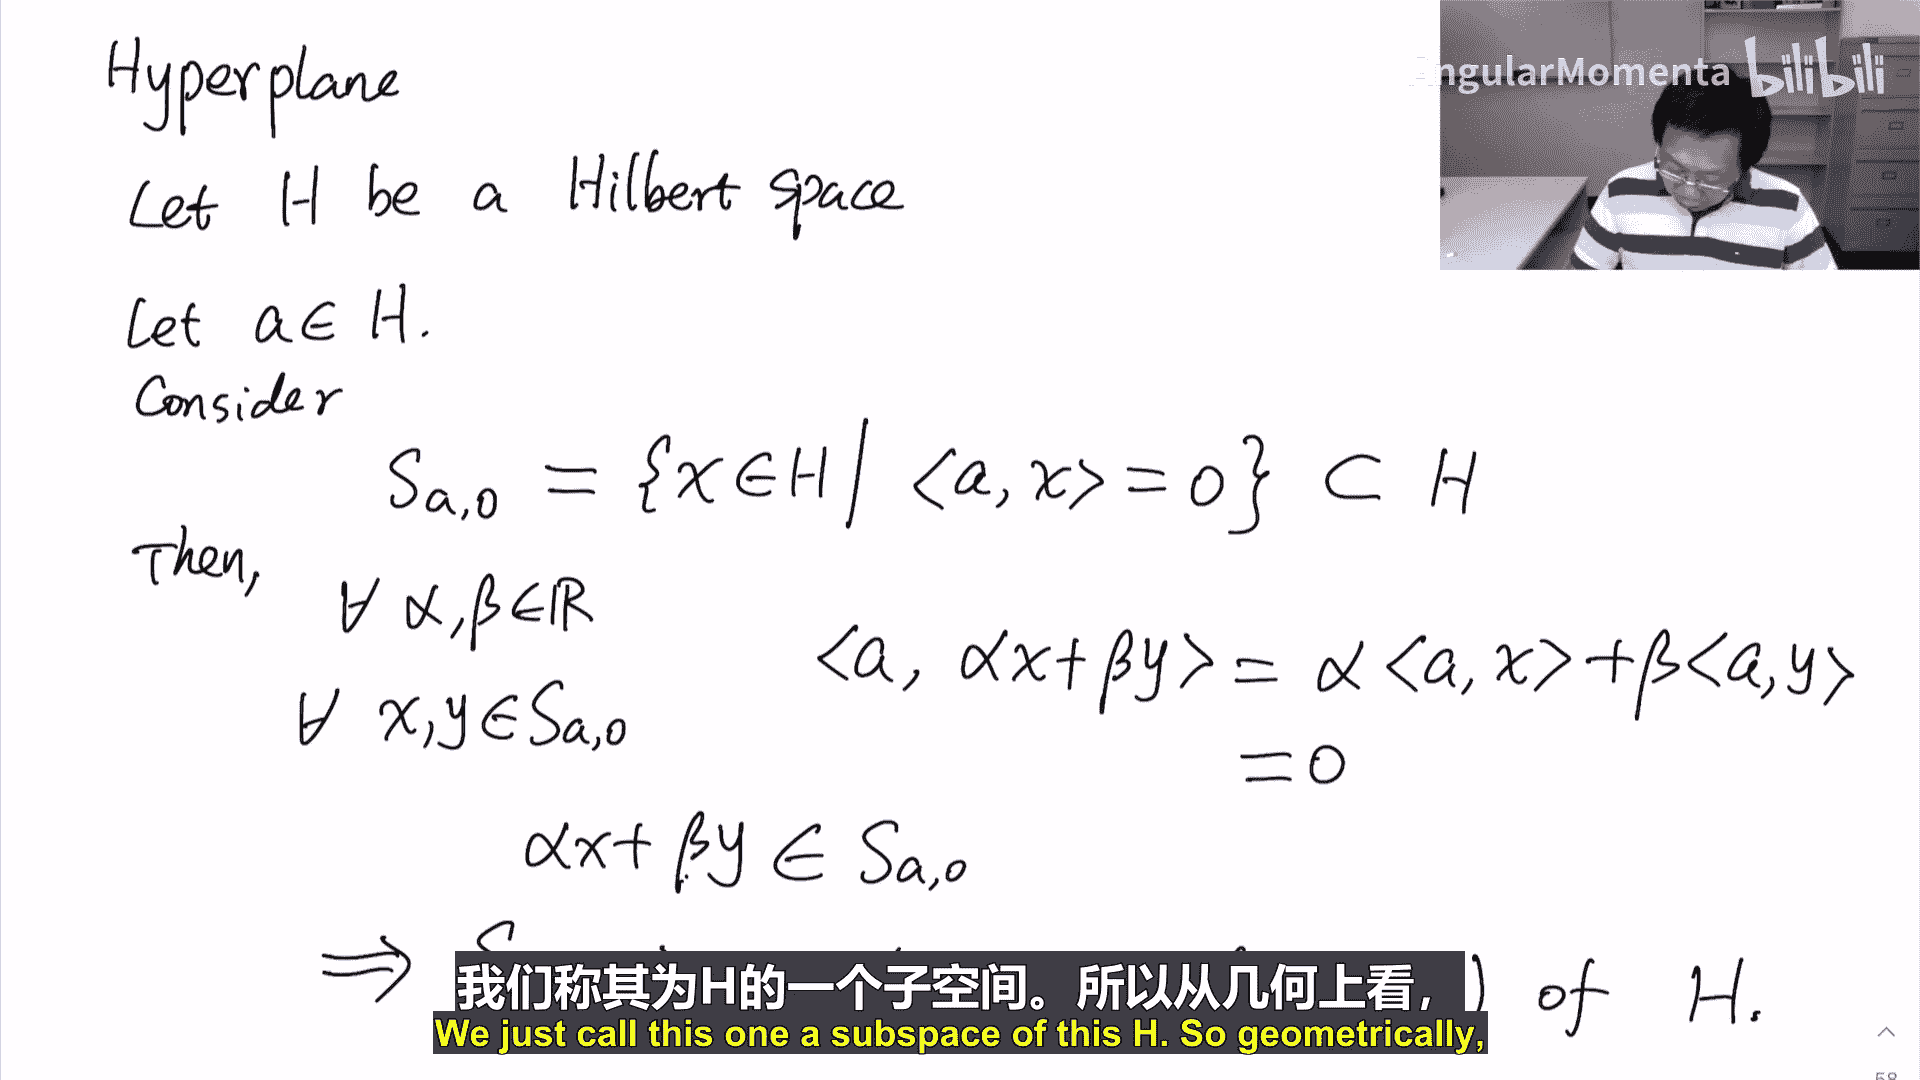 Hyperplane
ngularMomenta bilibili
Let H be a Hilbert space
Let a ∈ H.
Consider
S_{a,0} = {x ∈ H | <a, x> = 0} ⊂ H
Then,
∀ α, β ∈ ℝ
<a, αx + βy> = α <a, x> + β <a, y>
∀ x, y ∈ S_{a,0}
= 0
αx + βy ∈ S_{a,0}
⇒ S ) of H.
我们称其为H的一个子空间。所以从几何上看，
We just call this one a subspace of this H. So geometrically,